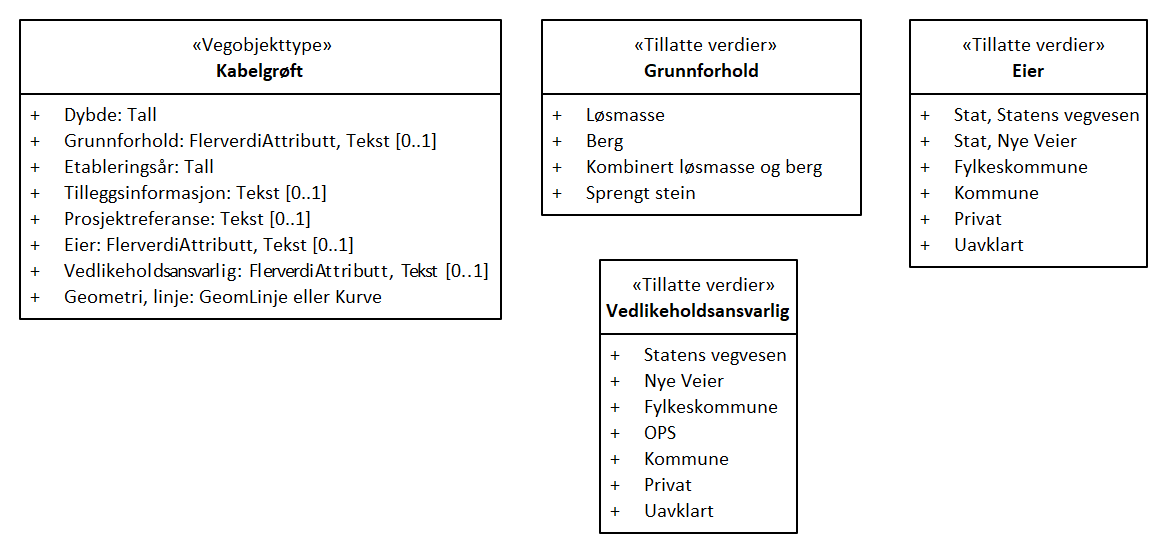 «Vegobjekttype»
Kabelgrøft
+ Dybde: Tall
+ Grunnforhold: FlerverdiAttributt, Tekst [0..1]
+ Etableringsår: Tall
+ Tilleggsinformasjon: Tekst [0..1]
+ Prosjektreferanse: Tekst [0..1]
+ Eier: FlerverdiAttributt, Tekst [0..1]
+ Vedlikeholdsansvarlig: FlerverdiAttributt, Tekst [0..1]
+ Geometri, linje: GeomLinje eller Kurve
«Tillatte verdier»
Grunnforhold
+ Løsmasse
+ Berg
+ Kombinert løsmasse og berg
+ Sprengt stein
«Tillatte verdier»
Eier
+ Stat, Statens vegvesen
+ Stat, Nye Veier
+ Fylkeskommune
+ Kommune
+ Privat
+ Uavklart
«Tillatte verdier»
Vedlikeholdsansvarlig
+ Statens vegvesen
+ Nye Veier
+ Fylkeskommune
+ OPS
+ Kommune
+ Privat
+ Uavklart